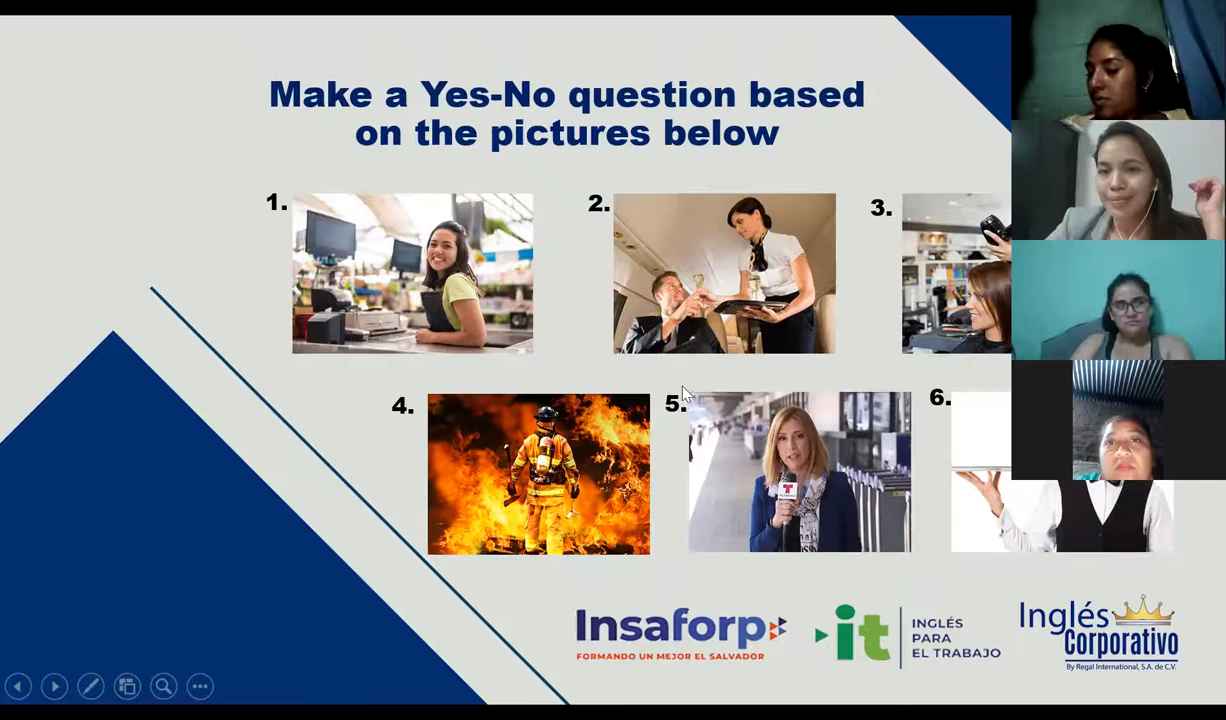 Make a Yes-No question based
on the pictures below
1.
2.
3.
4.
5.
6.
Insaforp
FORMANDO UN MEJOR EL SALVADOR
it
INGLÉS
PARA
EL TRABAJO
Inglés
Corporativo
By Regal International, S.A. de C.V.